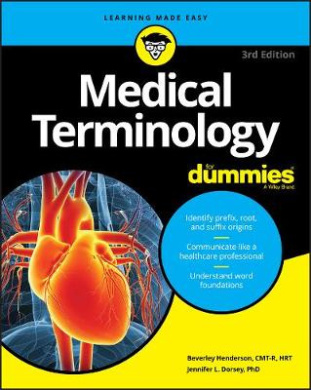 LEARNING MADE EASY
3rd Edition
Medical
Terminology
for
dummies
A Wiley Brand
Identify prefix, root,
and suffix origins
Communicate like a
healthcare professional
Understand word
foundations
Beverley Henderson, CMT-R, HRT
Jennifer L. Dorsey, PhD